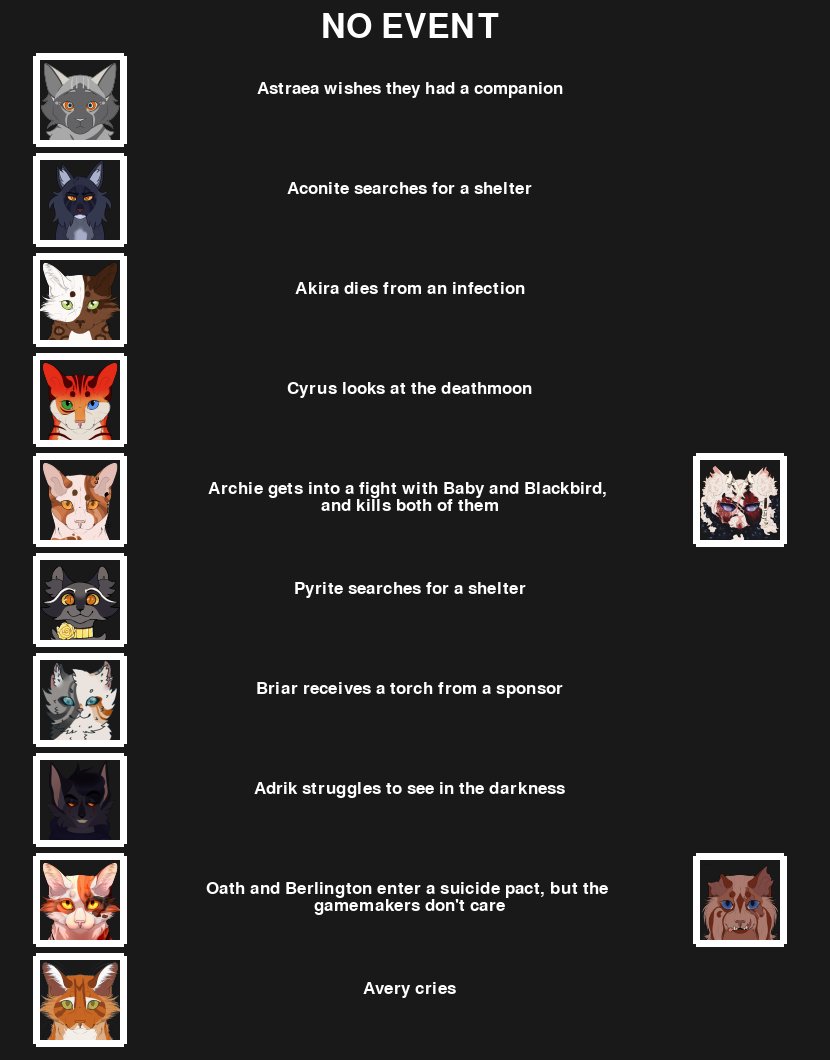 NO EVENT
Astraea wishes they had a companion
Aconite searches for a shelter
Akira dies from an infection
Cyrus looks at the deathmoon
Archie gets into a fight with Baby and Blackbird,
and kills both of them
Pyrite searches for a shelter
Briar receives a torch from a sponsor
Adrik struggles to see in the darkness
Oath and Berlington enter a suicide pact, but the
gamemakers don't care
Avery cries